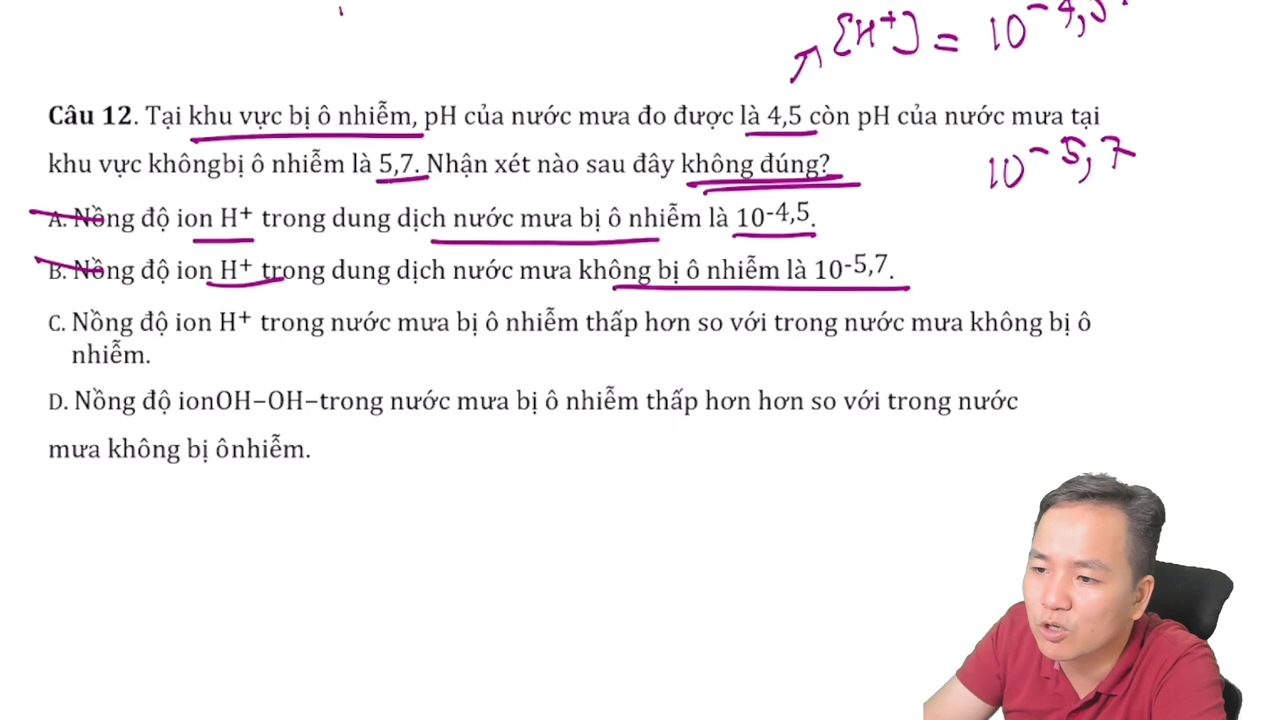 [H⁺] = 10⁻⁴,⁵
Câu 12. Tại khu vực bị ô nhiễm, pH của nước mưa đo được là 4,5 còn pH của nước mưa tại
khu vực khôngbị ô nhiễm là 5,7. Nhận xét nào sau đây không đúng?
10⁻⁵,⁷
A. Nồng độ ion H⁺ trong dung dịch nước mưa bị ô nhiễm là 10⁻⁴,⁵.
B. Nồng độ ion H⁺ trong dung dịch nước mưa không bị ô nhiễm là 10⁻⁵,⁷.
C. Nồng độ ion H⁺ trong nước mưa bị ô nhiễm thấp hơn so với trong nước mưa không bị ô
nhiễm.
D. Nồng độ ionOH−OH−trong nước mưa bị ô nhiễm thấp hơn hơn so với trong nước
mưa không bị ônhiễm.